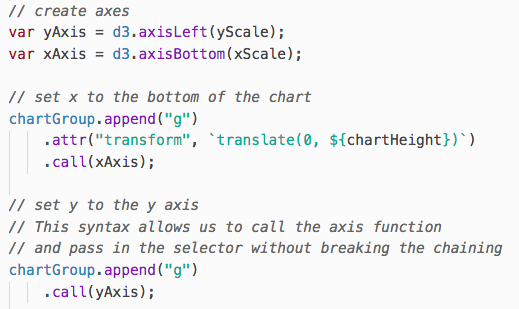 // create axes
var yAxis = d3.axisLeft(yScale);
var xAxis = d3.axisBottom(xScale);

// set x to the bottom of the chart
chartGroup.append("g")
    .attr("transform", `translate(0, ${chartHeight})`)
    .call(xAxis);

// set y to the y axis
// This syntax allows us to call the axis function
// and pass in the selector without breaking the chaining
chartGroup.append("g")
    .call(yAxis);